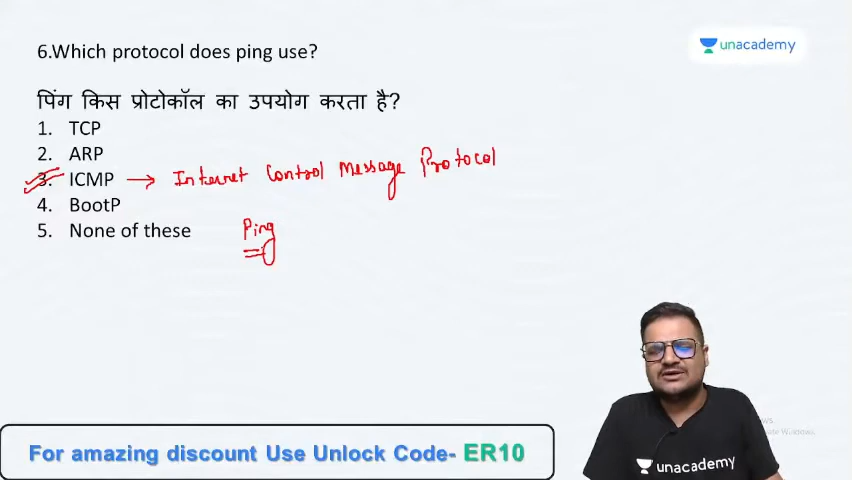 6.Which protocol does ping use?
unacademy
पिंग किस प्रोटोकॉल का उपयोग करता है?
1. TCP
2. ARP
3. ICMP → Internet Control Message Protocol
4. BootP
5. None of these
Ping
unacademy
For amazing discount Use Unlock Code- ER10